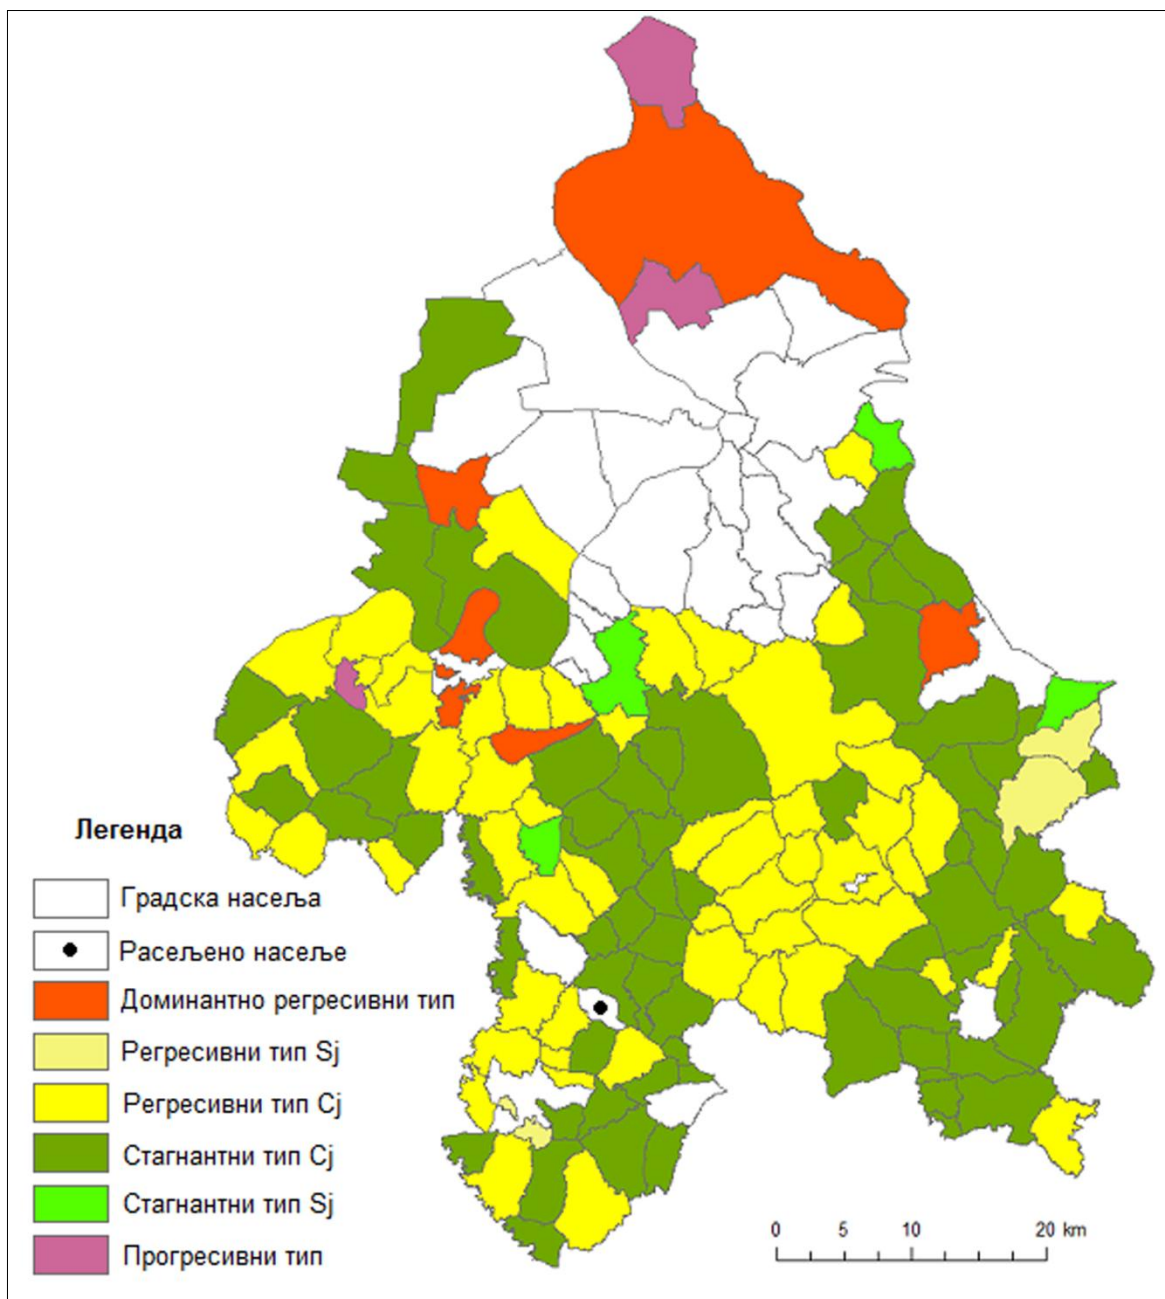 Легенда
Градска насеља
Расељено насеље
Доминантно регресивни тип
Регресивни тип Sj
Регресивни тип Cj
Стагнантни тип Cj
Стагнантни тип Sj
Прогресивни тип
0 5 10 20 km